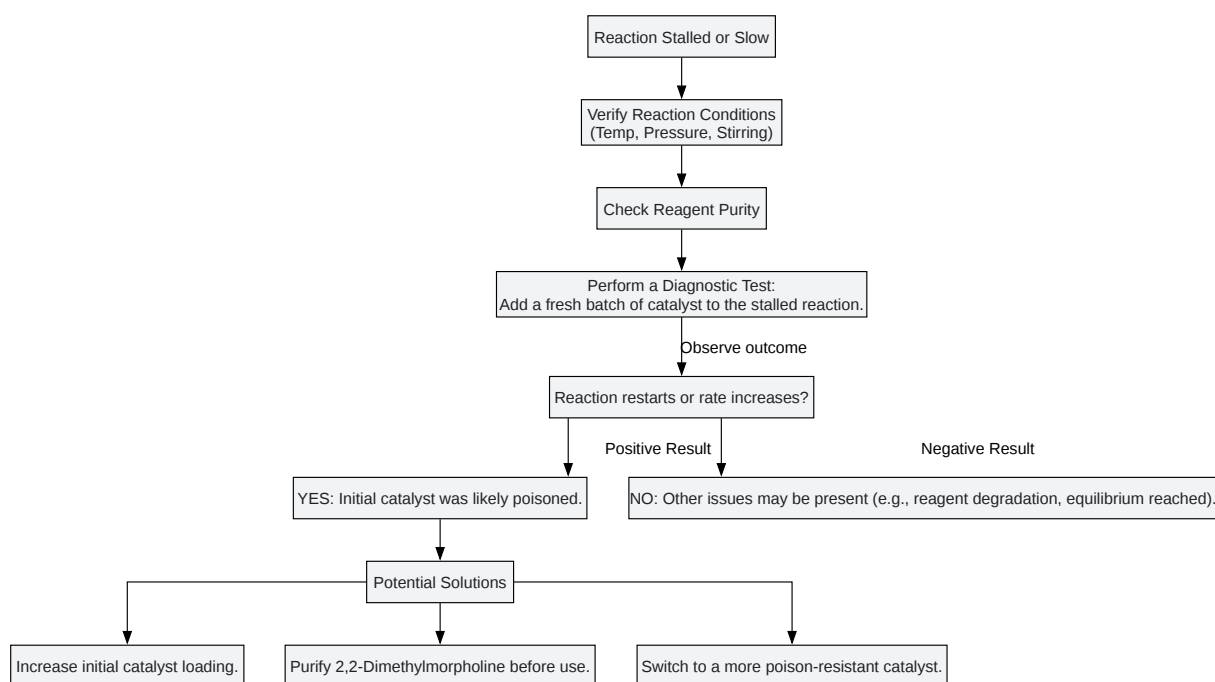 Reaction Stalled or Slow
Verify Reaction Conditions
(Temp, Pressure, Stirring)
Check Reagent Purity
Perform a Diagnostic Test:
Add a fresh batch of catalyst to the stalled reaction.
Observe outcome
Reaction restarts or rate increases?
Positive Result
Negative Result
YES: Initial catalyst was likely poisoned.
NO: Other issues may be present (e.g., reagent degradation, equilibrium reached).
Potential Solutions
Increase initial catalyst loading.
Purify 2,2-Dimethylmorpholine before use.
Switch to a more poison-resistant catalyst.